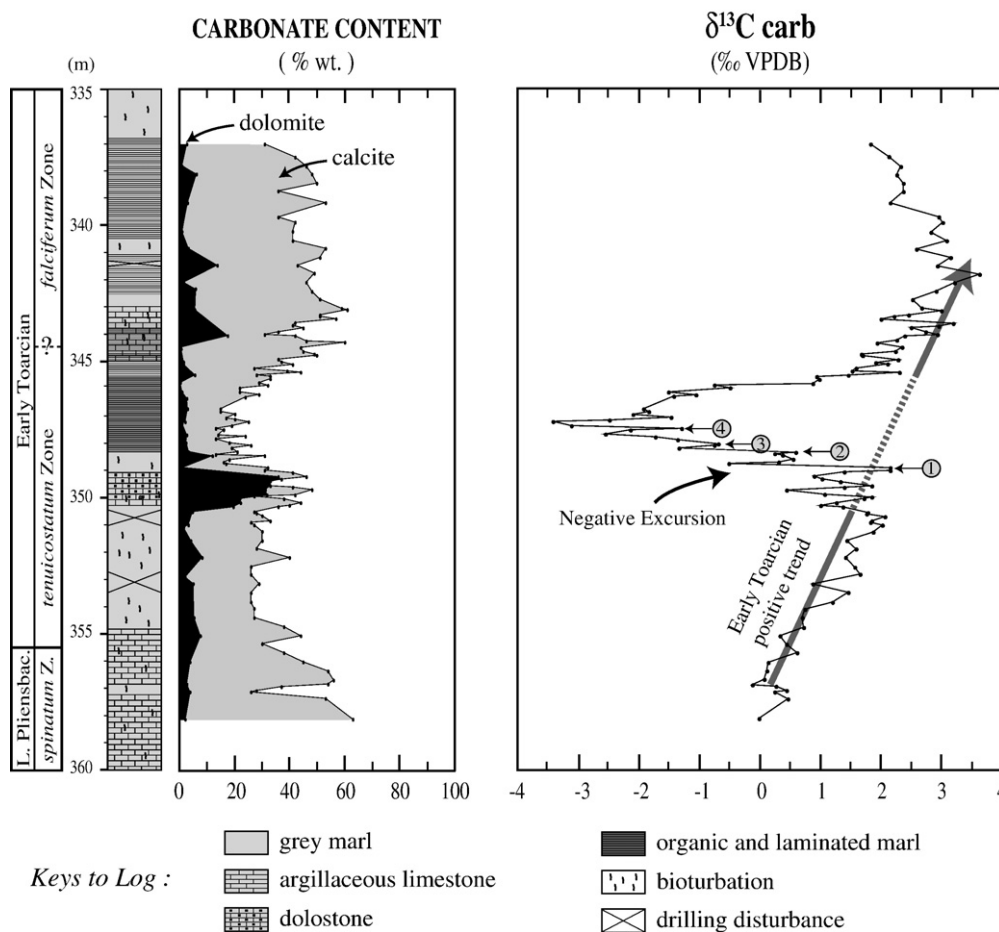 CARBONATE CONTENT
( % wt. )
δ13C carb
(‰ VPDB)
(m)
335
340
345
350
355
360
Early Toarcian
L. Pliensbac.
falciferum Zone
?
tenuicostatum Zone
spinatum Z.
dolomite
calcite
0 20 40 60 80 100
4
3
2
1
Negative Excursion
Early Toarcian
positive trend
-4 -3 -2 -1 0 1 2 3 4
Keys to Log :
grey marl
argillaceous limestone
dolostone
organic and laminated marl
bioturbation
drilling disturbance